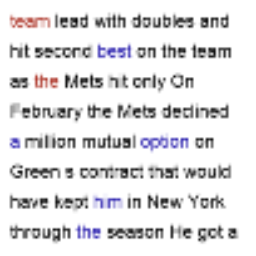 team lead with doubles and
hit second best on the team
as the Mets hit only On
February the Mets declined
a million mutual option on
Green s contract that would
have kept him in New York
through the season He got a